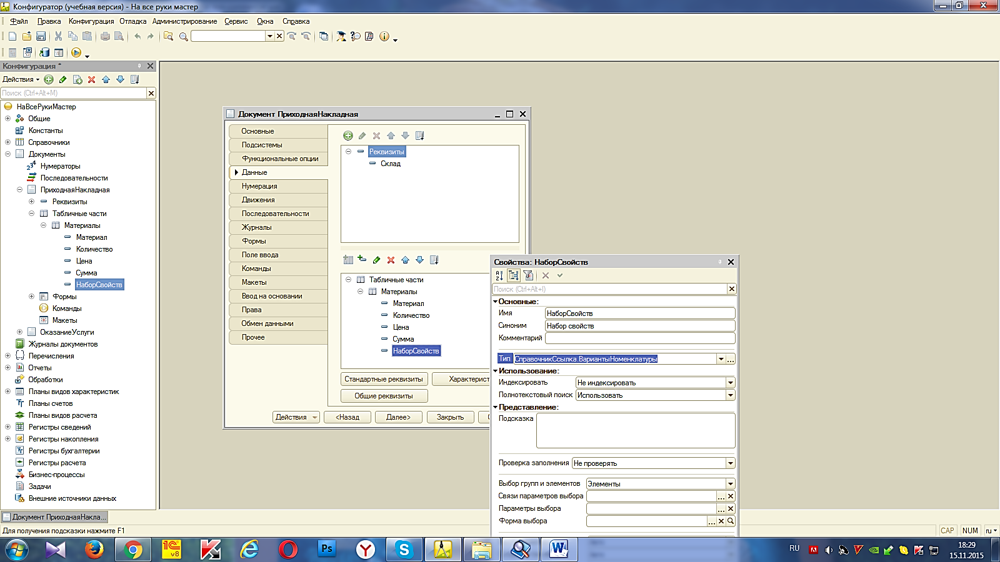 Конфигуратор (учебная версия) - На все руки мастер
Файл Правка Конфигурация Отладка Администрирование Сервис Окна Справка
Конфигурация *
Действия
Поиск (Ctrl+Alt+M)
НаВсеРукиМастер
Общие
Константы
Справочники
Документы
Нумераторы
Последовательности
ПриходнаяНакладная
Реквизиты
Табличные части
Материалы
Материал
Количество
Цена
Сумма
НаборСвойств
Формы
Команды
Макеты
ОказаниеУслуги
Журналы документов
Перечисления
Отчеты
Обработки
Планы видов характеристик
Планы счетов
Планы видов расчета
Регистры сведений
Регистры накопления
Регистры бухгалтерии
Регистры расчета
Бизнес-процессы
Задачи
Внешние источники данных
Документ ПриходнаяНакладная
Основные
Подсистемы
Функциональные опции
Данные
Нумерация
Движения
Последовательности
Журналы
Формы
Поле ввода
Команды
Макеты
Ввод на основании
Права
Обмен данными
Прочее
Реквизиты
Склад
Табличные части
Материалы
Материал
Количество
Цена
Сумма
НаборСвойств
Стандартные реквизиты Характерист
Общие реквизиты
Действия <Назад Далее> Закрыть
Свойства: НаборСвойств
Поиск (Ctrl+Alt+I)
Основные:
Имя НаборСвойств
Синоним Набор свойств
Комментарий
Тип СправочникСсылка.ВариантыНоменклатуры
Использование:
Индексировать Не индексировать
Полнотекстовый поиск Использовать
Представление:
Подсказка
Проверка заполнения Не проверять
Выбор групп и элементов Элементы
Связи параметров выбора
Параметры выбора
Форма выбора
Документ ПриходнаяНакла...
Для получения подсказки нажмите F1
CAP NUM ru
RU
18:29
15.11.2015